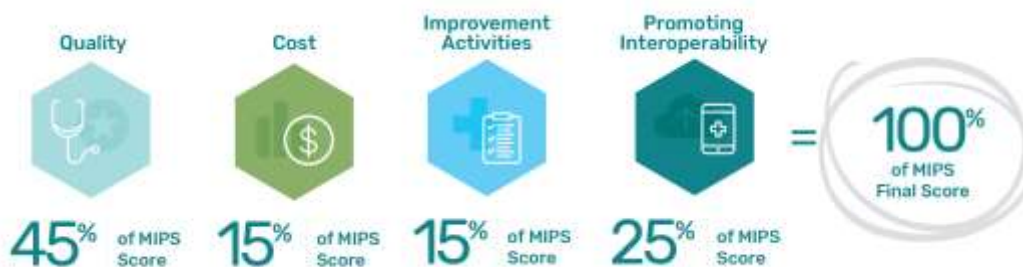 Quality
Cost
Improvement
Activities
Promoting
Interoperability
$
=
100%
of MIPS
Final Score
45% of MIPS
Score
15% of MIPS
Score
15% of MIPS
Score
25% of MIPS
Score